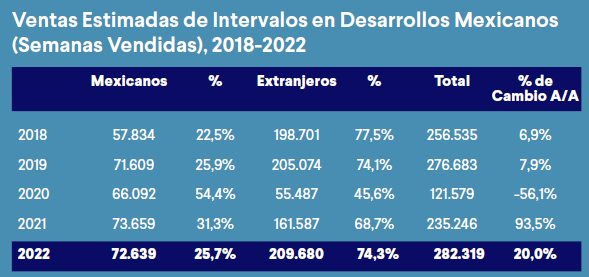 Ventas Estimadas de Intervalos en Desarrollos Mexicanos
(Semanas Vendidas), 2018-2022
Mexicanos % Extranjeros % Total % de
Cambio A/A
2018 57.834 22,5% 198.701 77,5% 256.535 6,9%
2019 71.609 25,9% 205.074 74,1% 276.683 7,9%
2020 66.092 54,4% 55.487 45,6% 121.579 -56,1%
2021 73.659 31,3% 161.587 68,7% 235.246 93,5%
2022 72.639 25,7% 209.680 74,3% 282.319 20,0%